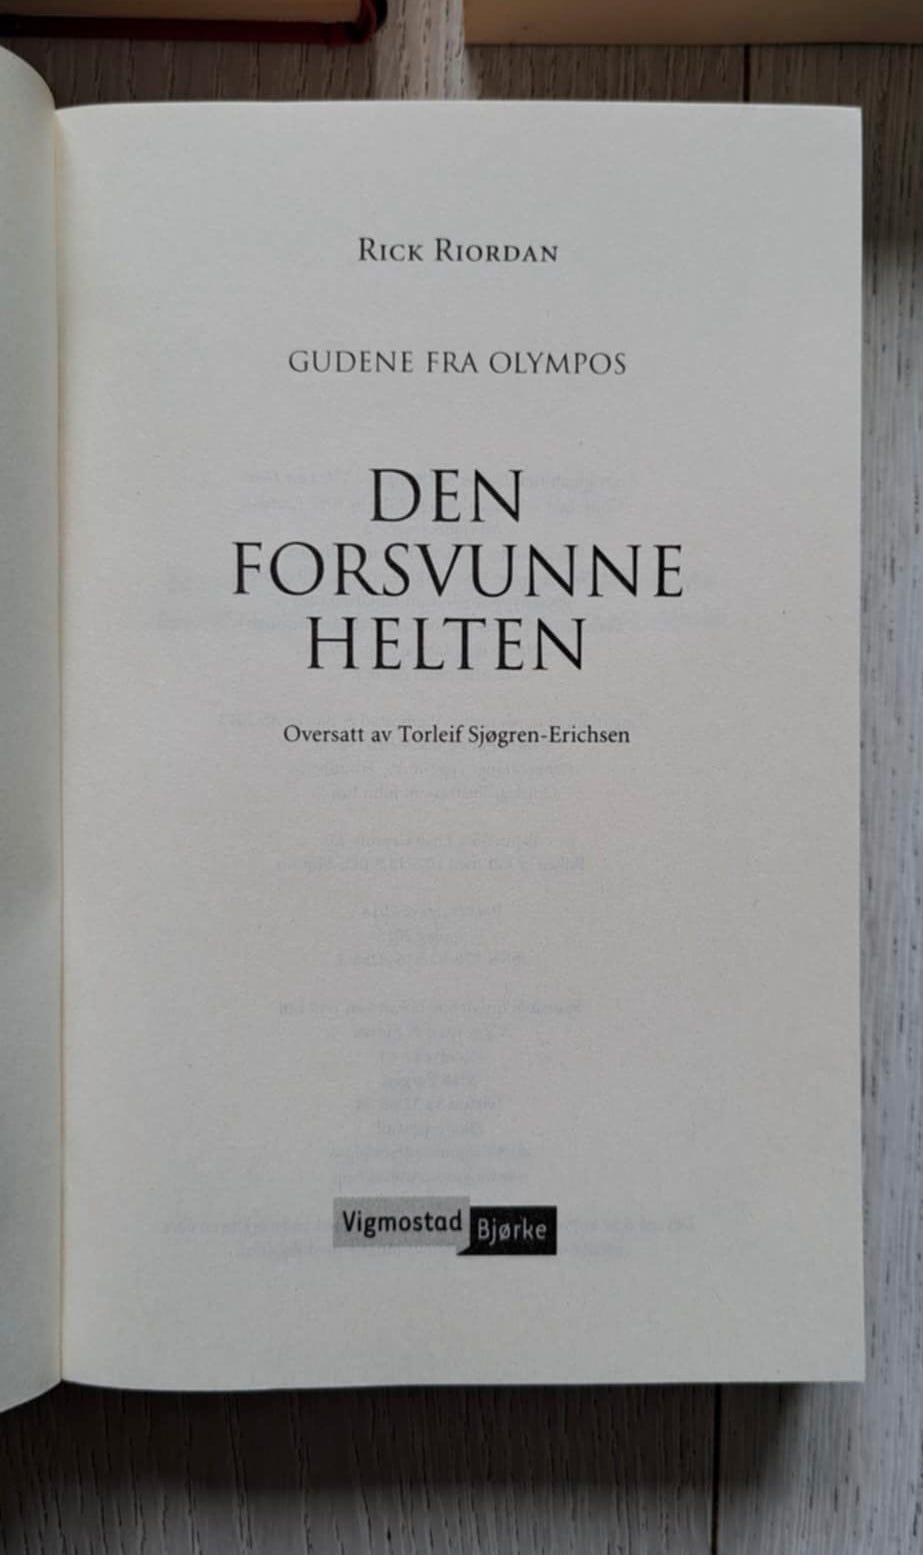 RICK RIORDAN
GUDENE FRA OLYMPOS
DEN
FORSVUNNE
HELTEN
Oversatt av Torleif Sjøgren-Erichsen
Vigmostad
Bjørke